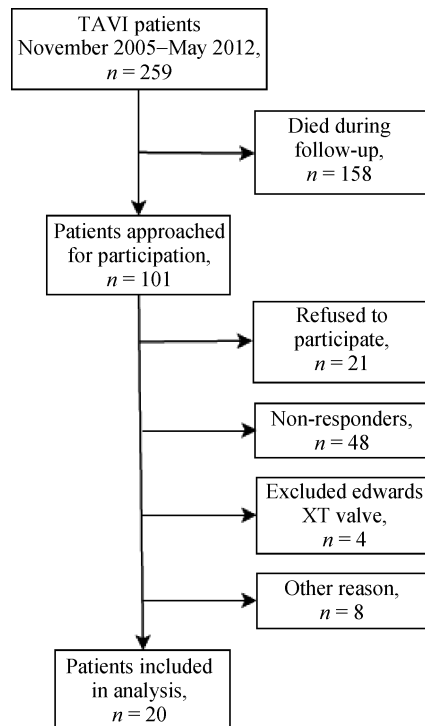 TAVI patients
November 2005–May 2012,
n = 259
Died during
follow-up,
n = 158
Patients approached
for participation,
n = 101
Refused to
participate,
n = 21
Non-responders,
n = 48
Excluded edwards
XT valve,
n = 4
Other reason,
n = 8
Patients included
in analysis,
n = 20